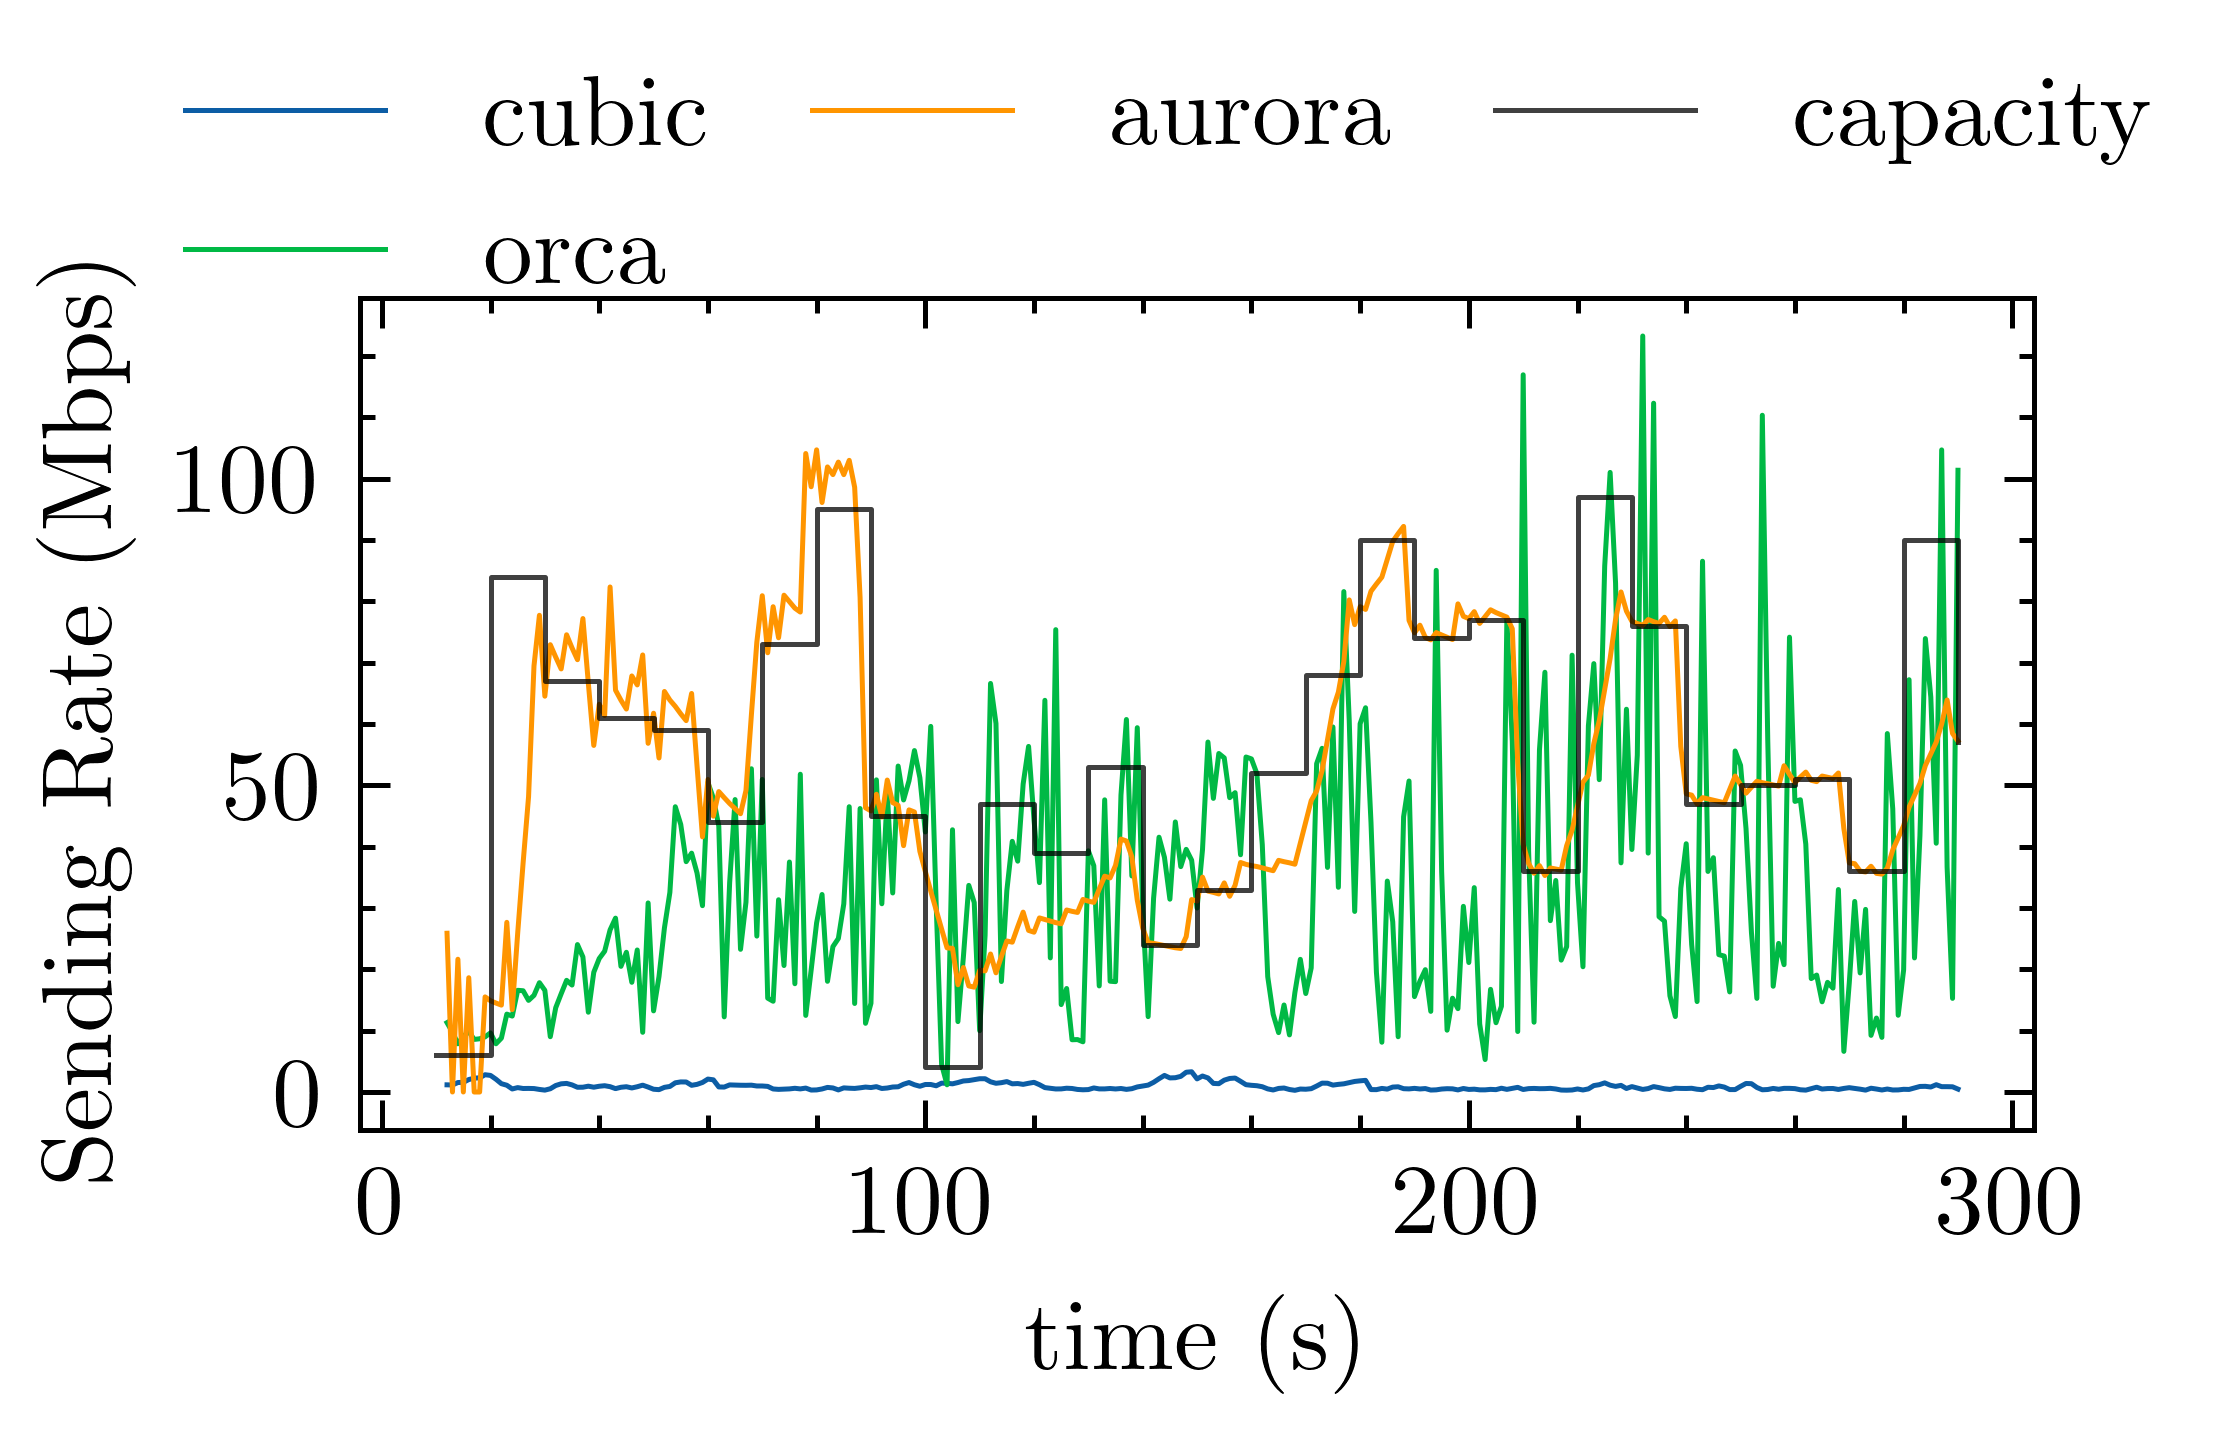 cubic aurora capacity
orca
Sending Rate (Mbps)
100
50
0
0 100 200 300
time (s)